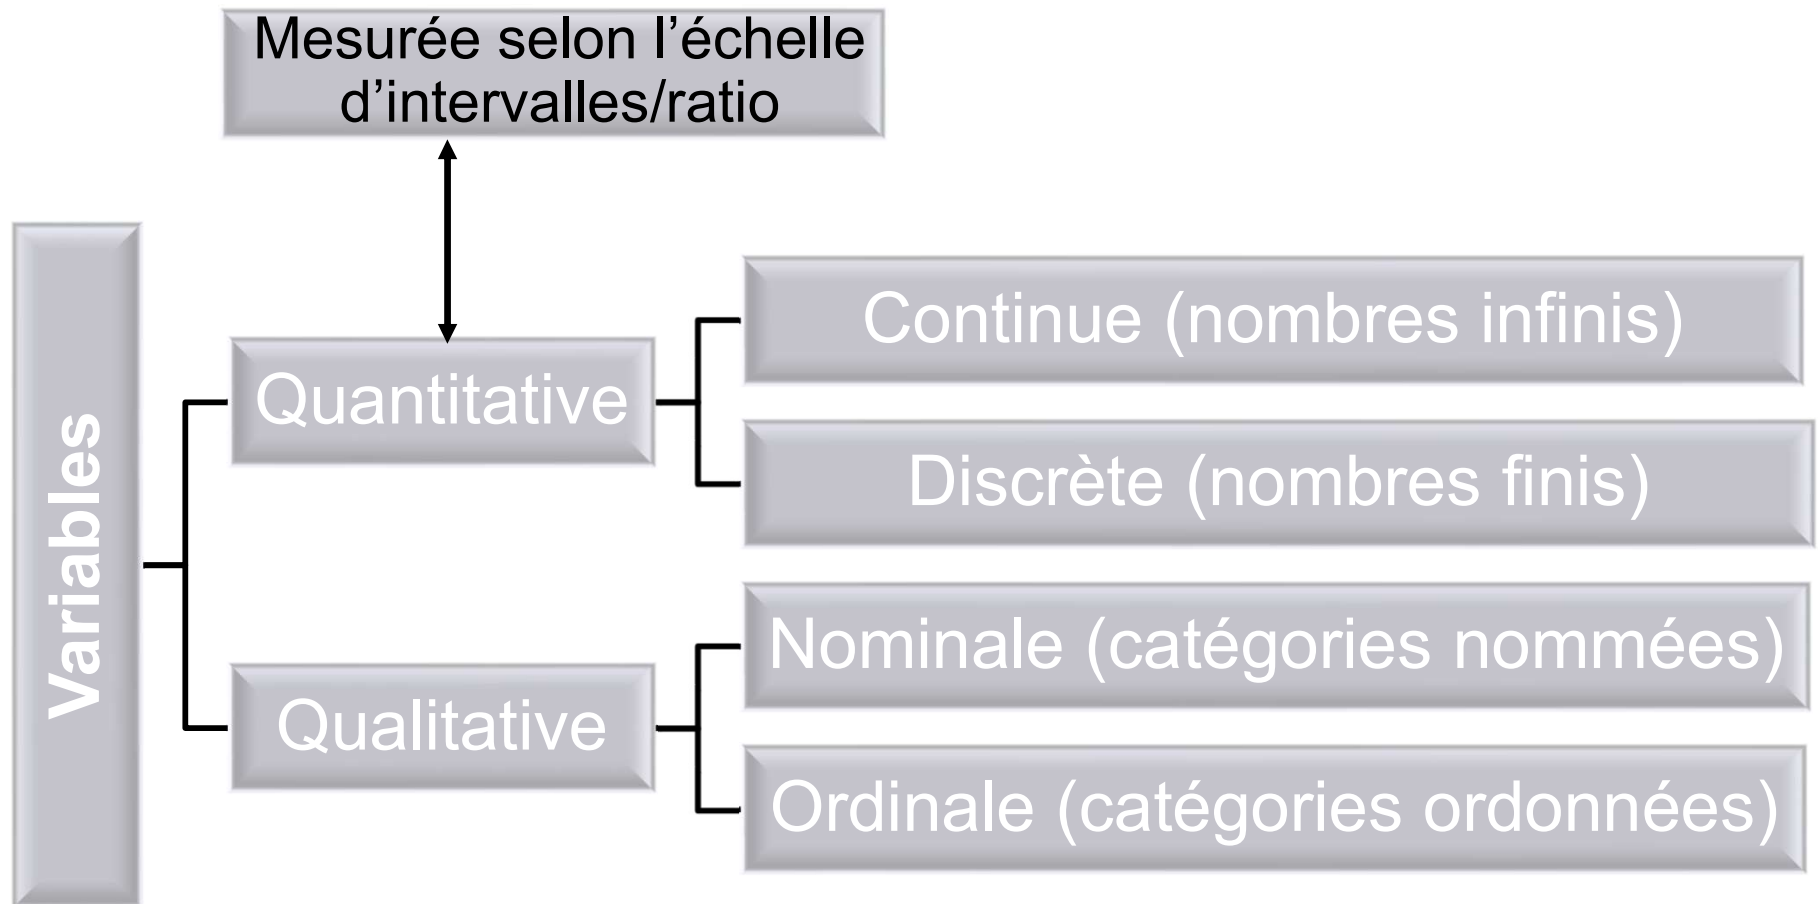 Mesurée selon l’échelle
d’intervalles/ratio
Variables
Quantitative
Continue (nombres infinis)
Discrète (nombres finis)
Qualitative
Nominale (catégories nommées)
Ordinale (catégories ordonnées)